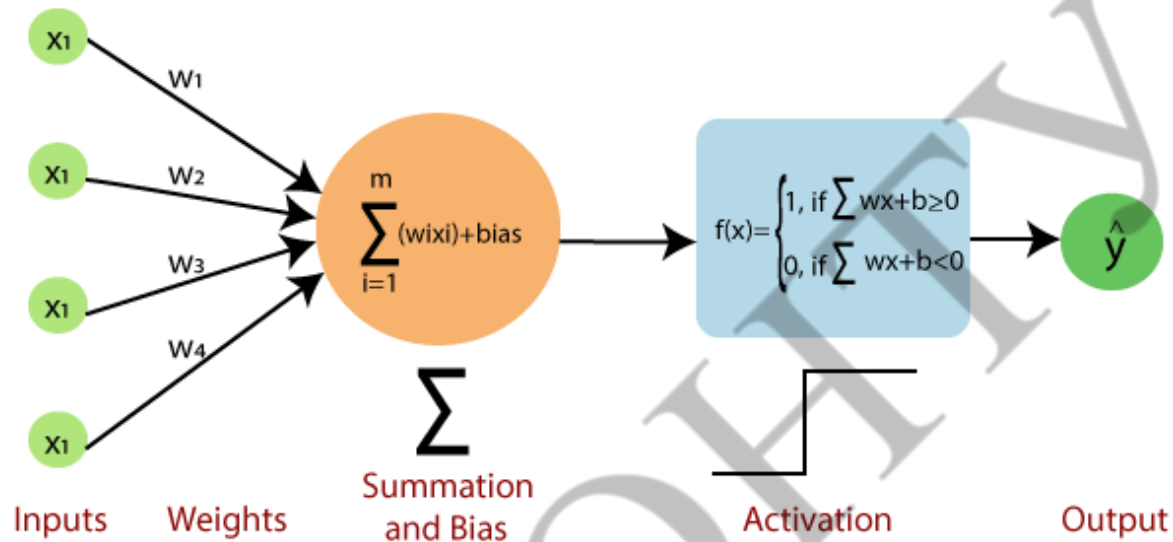 x1
w1
x1
w2
x1
w3
x1
w4
m
∑(wixi)+bias
i=1
f(x)={1, if ∑ wx+b≥0
0, if ∑ wx+b<0
ŷ
∑
Inputs
Weights
Summation
and Bias
Activation
Output